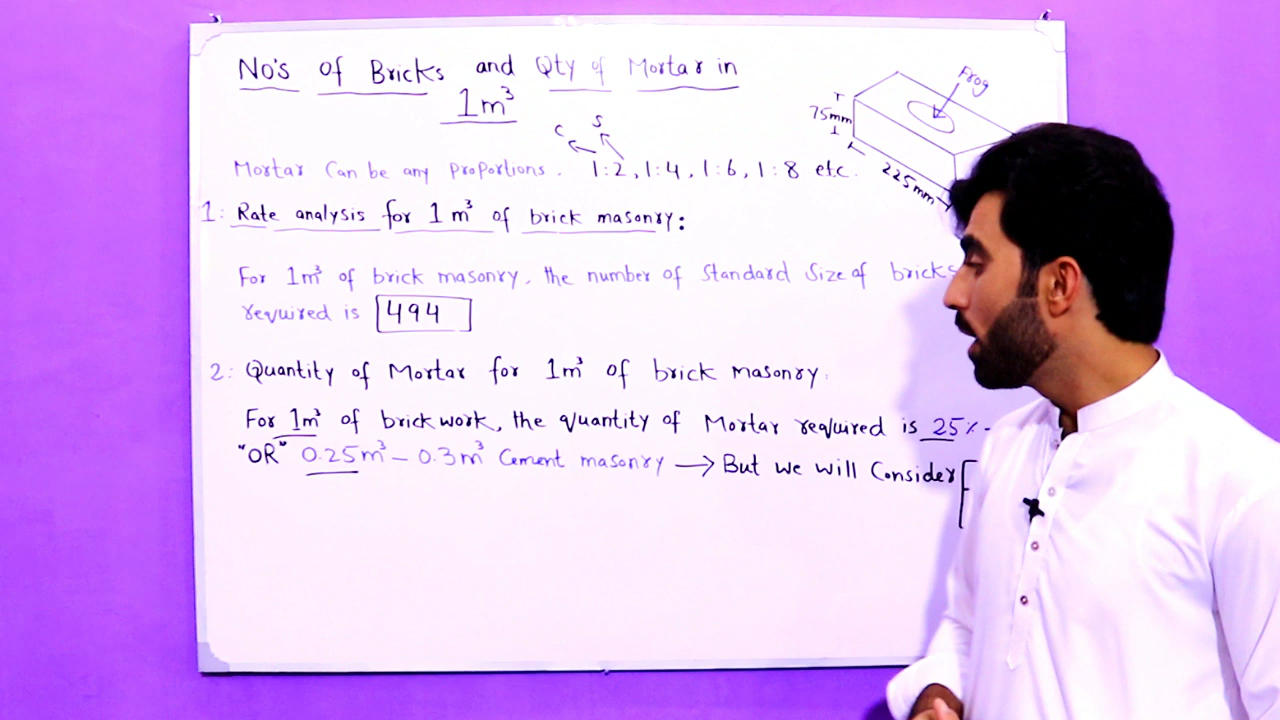 No's of Bricks and Qty of Mortar in
1m³
Frog
75mm
225mm
C S
Mortar Can be any proportions. 1:2, 1:4, 1:6, 1:8 etc.
1: Rate analysis for 1m³ of brick masonry:
For 1m³ of brick masonry, the number of Standard Size of bricks
required is 494
2: Quantity of Mortar for 1m³ of brick masonry.
For 1m³ of brickwork, the quantity of Mortar required is 25%-
"OR" 0.25m³ – 0.3m³ Cement masonry → But we will Consider